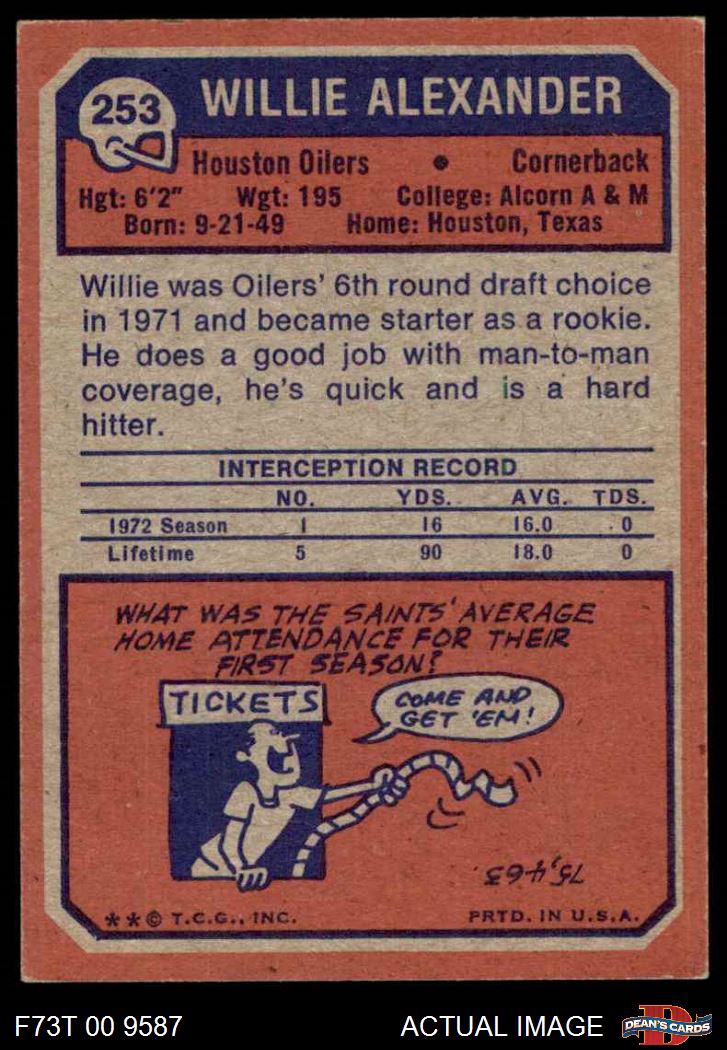 253
WILLIE ALEXANDER
Houston Oilers • Cornerback
Hgt: 6'2" Wgt: 195 College: Alcorn A & M
Born: 9-21-49 Home: Houston, Texas
Willie was Oilers' 6th round draft choice
in 1971 and became starter as a rookie.
He does a good job with man-to-man
coverage, he's quick and is a hard
hitter.
INTERCEPTION RECORD
NO. YDS. AVG. TDS.
1972 Season 1 16 16.0 0
Lifetime 5 90 18.0 0
WHAT WAS THE SAINTS' AVERAGE
HOME ATTENDANCE FOR THEIR
FIRST SEASON?
TICKETS
COME AND
GET 'EM!
75,463.
**© T.C.G., INC. PRTD. IN U.S.A.
F73T 00 9587 ACTUAL IMAGE
D
DEAN'S CARDS